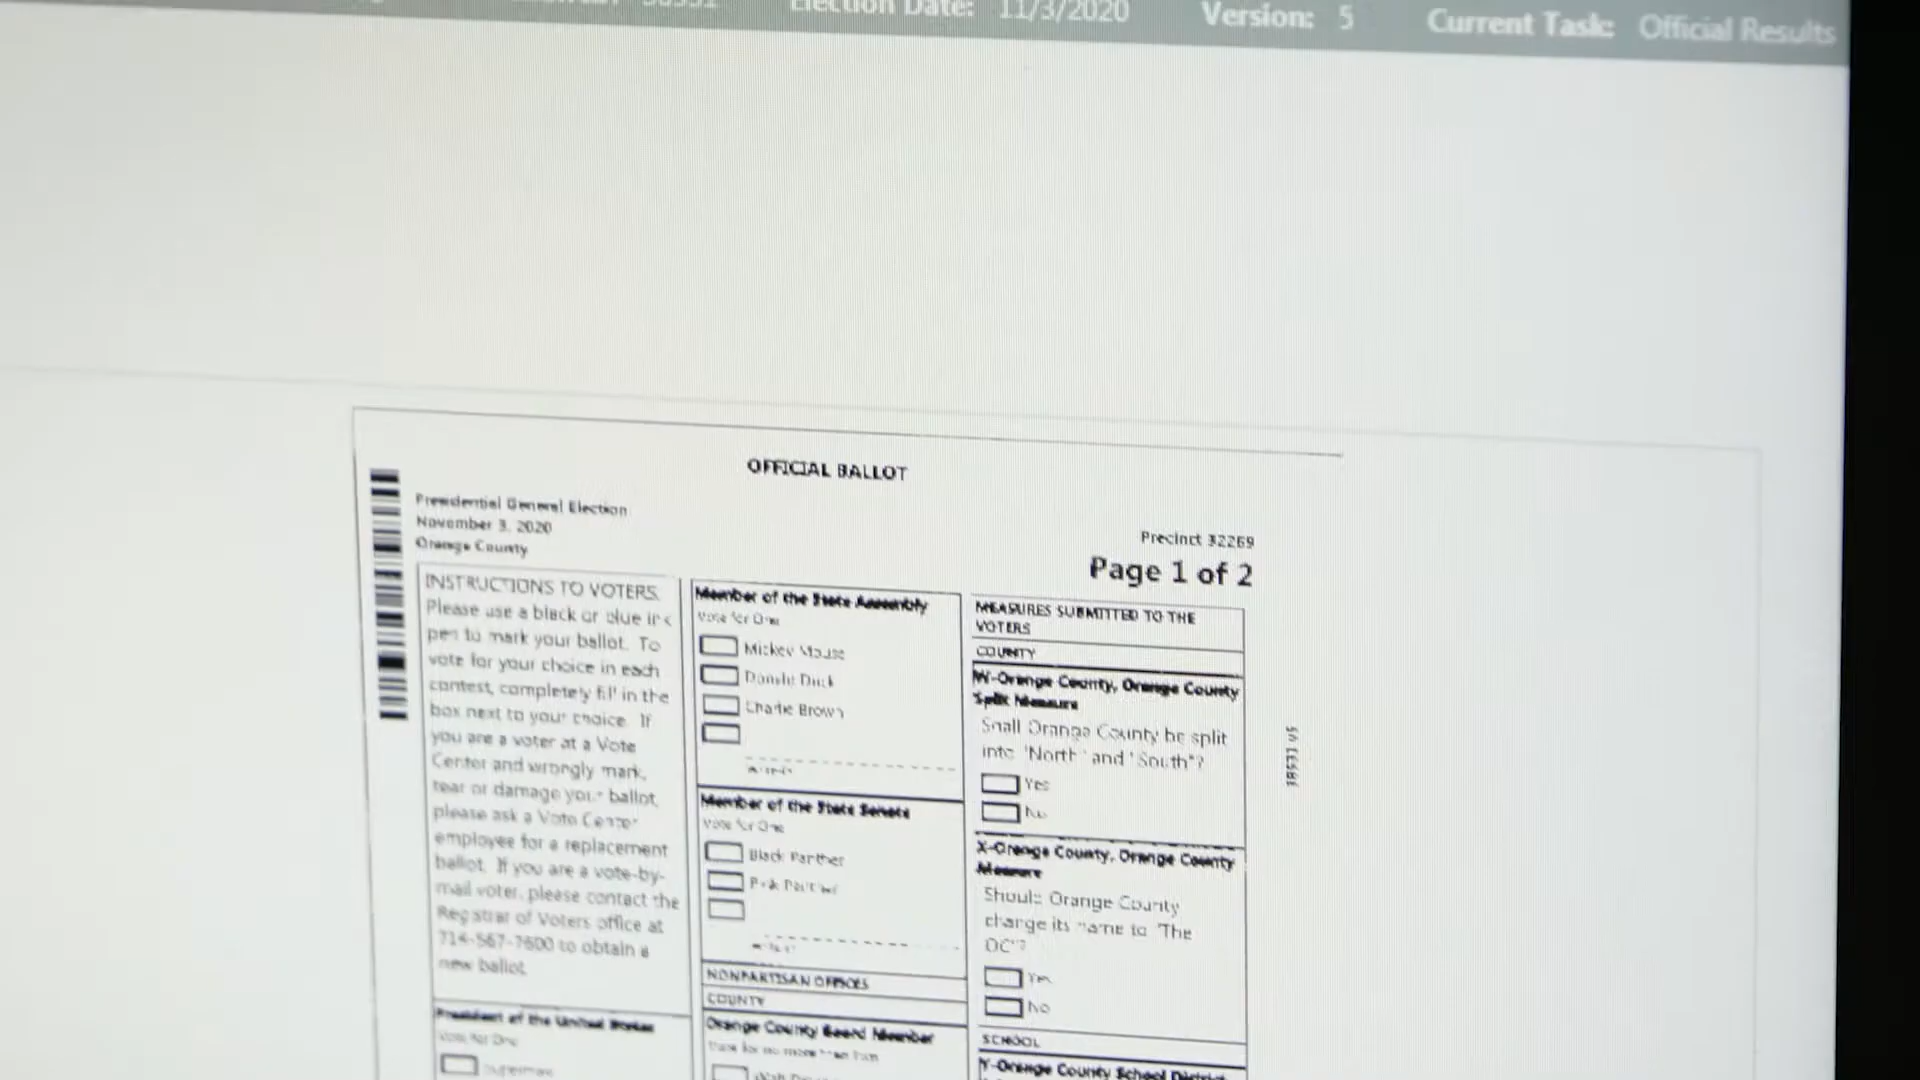 Election Date: 11/3/2020 Version: 5 Current Task: Official Results
OFFICIAL BALLOT
Presidential General Election
November 3, 2020
Orange County
Precinct 32269
Page 1 of 2
INSTRUCTIONS TO VOTERS.
Please use a black or blue ink
pen to mark your ballot. To
vote for your choice in each
contest, completely fill in the
box next to your choice. If
you are a voter at a Vote
Center and wrongly mark,
tear or damage your ballot,
please ask a Vote Center
employee for a replacement
ballot. If you are a vote-by-
mail voter, please contact the
Registrar of Voters office at
714-567-7600 to obtain a
new ballot.
President of the United States
Vote for One
Superman
Member of the State Assembly
Vote for One
Mickey Mouse
Donald Duck
Charlie Brown
Member of the State Senate
Vote for One
Black Panther
Pink Panther
NONPARTISAN OFFICES
COUNTY
Orange County Board Member
Vote for no more than
MEASURES SUBMITTED TO THE
VOTERS
COUNTY
W-Orange County, Orange County
Split Measure
Shall Orange County be split
into "North" and "South"?
Yes
No
X-Orange County, Orange County
Measure
Should Orange County
change its name to "The
OC"?
Yes
No
SCHOOL
Y-Orange County School District,